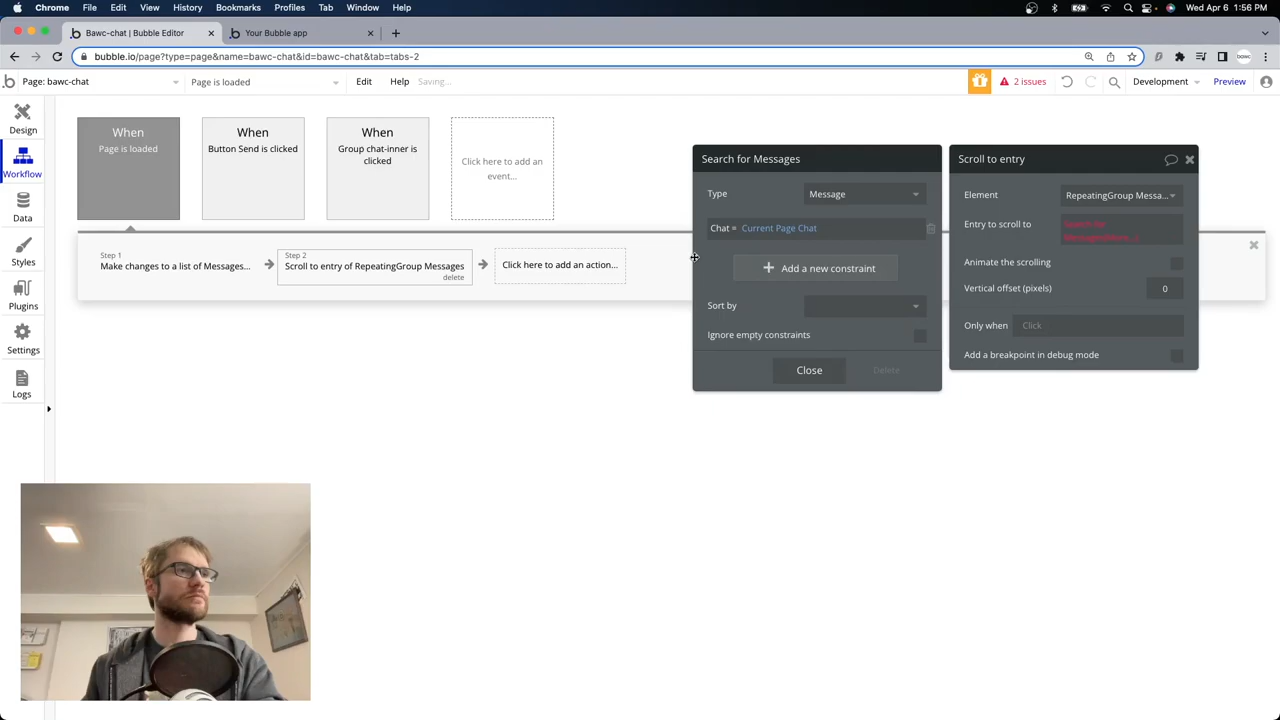 Chrome File Edit View History Bookmarks Profiles Tab Window Help Wed Apr 6 1:56 PM
Bawc-chat | Bubble Editor Your Bubble app
bubble.io/page?type=page&name=bawc-chat&id=bawc-chat&tab=tabs-2
Page: bawc-chat Page is loaded Edit Help Saving... 2 issues Development Preview
Design
Workflow
Data
Styles
Plugins
Settings
Logs
When
Page is loaded
When
Button Send is clicked
When
Group chat-inner is
clicked
Click here to add an
event...
Step 1
Make changes to a list of Messages...
Step 2
Scroll to entry of RepeatingGroup Messages
delete
Click here to add an action...
Search for Messages
Type Message
Chat = Current Page Chat
Add a new constraint
Sort by
Ignore empty constraints
Close Delete
Scroll to entry
Element RepeatingGroup Messa...
Entry to scroll to
Animate the scrolling
Vertical offset (pixels) 0
Only when Click
Add a breakpoint in debug mode